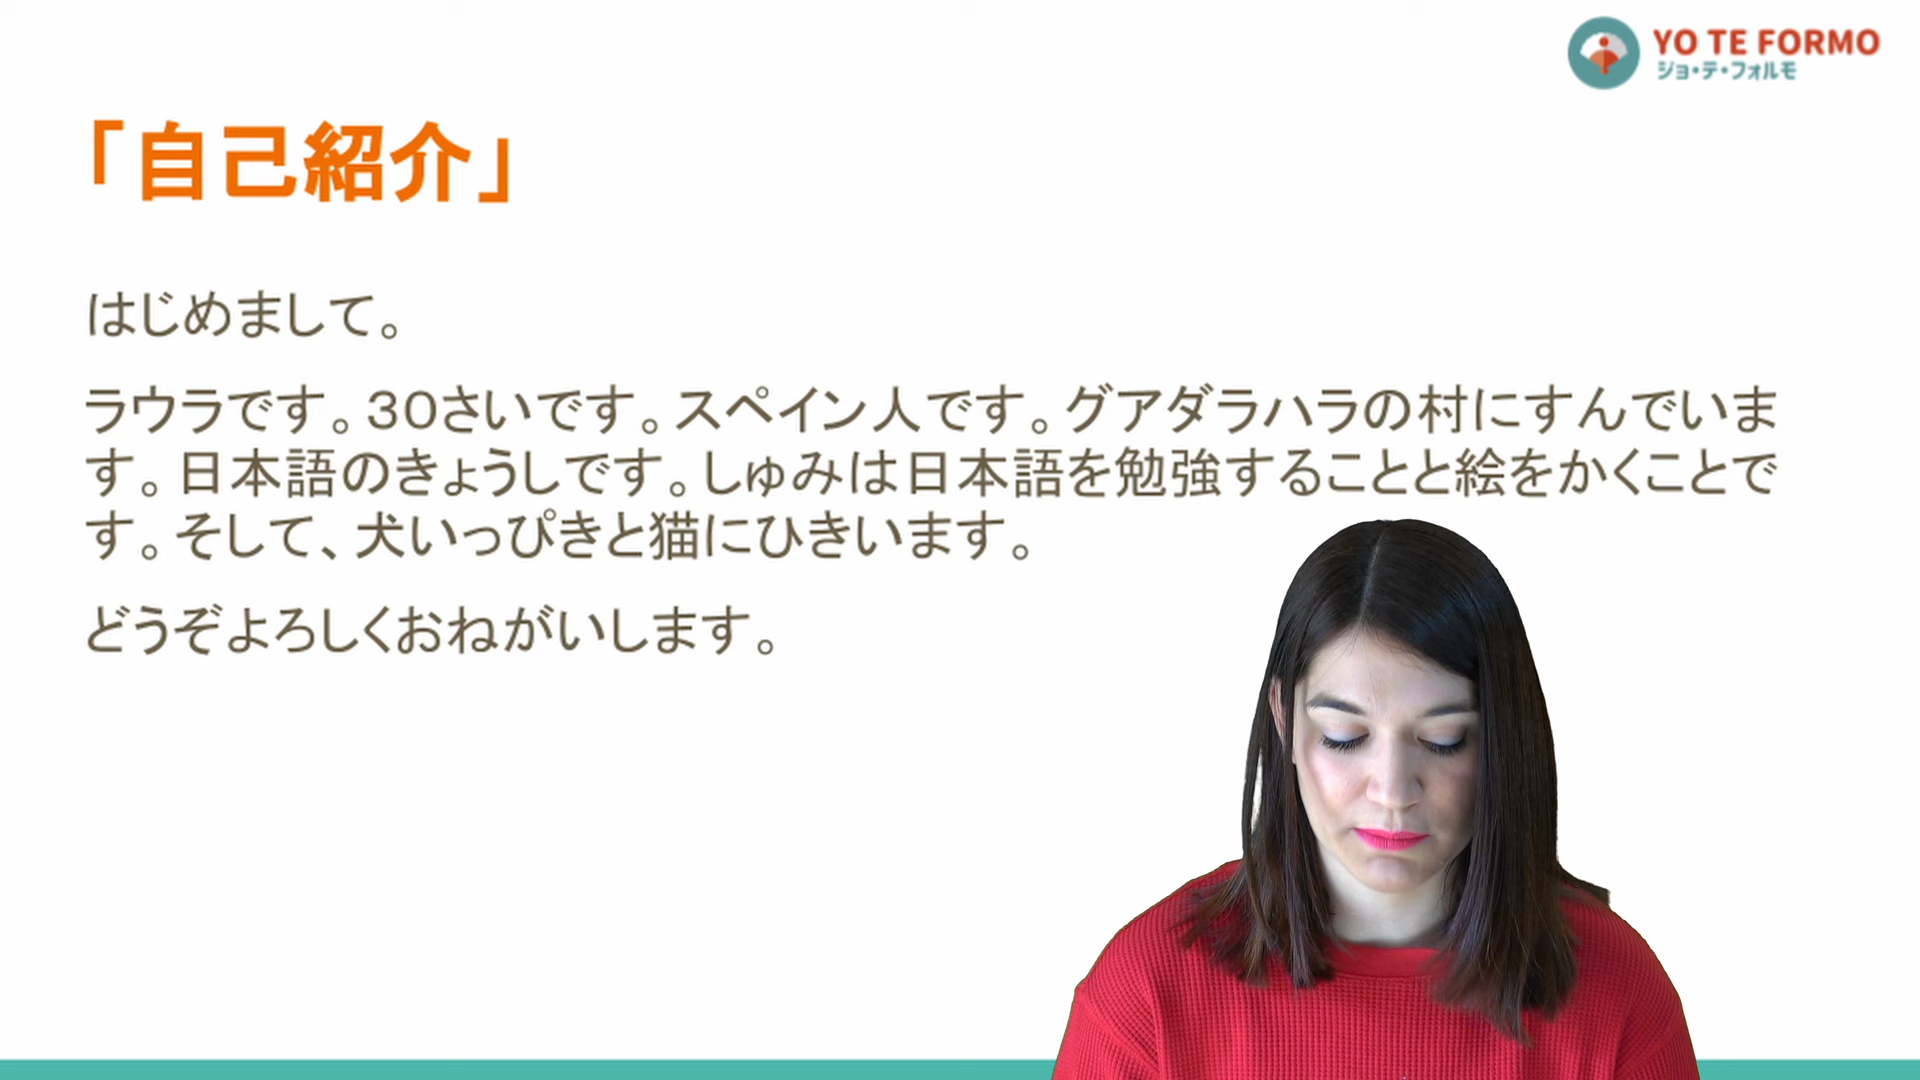 YO TE FORMO
ジョ・テ・フォルモ
「自己紹介」
はじめまして。
ラウラです。30さいです。スペイン人です。グアダラハラの村にすんでいま
す。日本語のきょうしです。しゅみは日本語を勉強することと絵をかくことで
す。そして、犬いっぴきと猫にひきいます。
どうぞよろしくおねがいします。